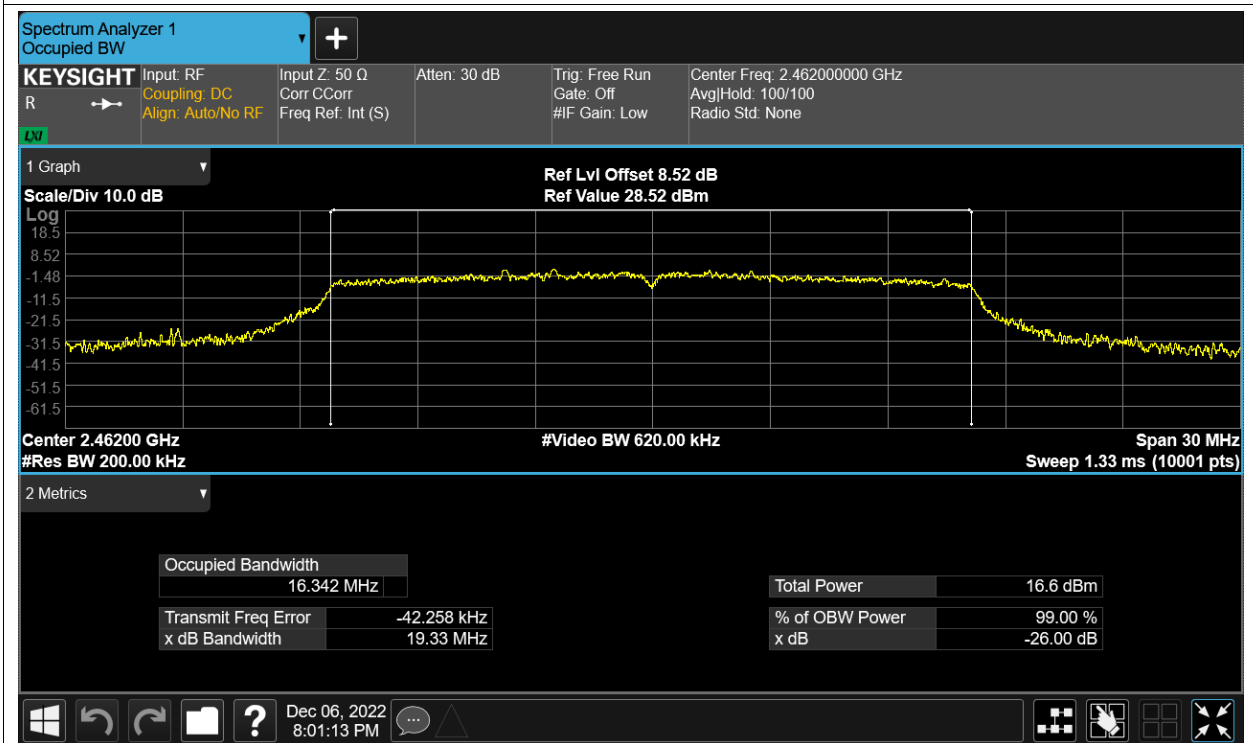 Spectrum Analyzer 1
Occupied BW
KEYSIGHT
R
LXI
Input: RF
Coupling: DC
Align: Auto/No RF
Input Z: 50 Ω
Corr CCorr
Freq Ref: Int (S)
Atten: 30 dB
Trig: Free Run
Gate: Off
#IF Gain: Low
Center Freq: 2.462000000 GHz
Avg|Hold: 100/100
Radio Std: None
1 Graph
Scale/Div 10.0 dB
Ref Lvl Offset 8.52 dB
Ref Value 28.52 dBm
Log
18.5
8.52
-1.48
-11.5
-21.5
-31.5
-41.5
-51.5
-61.5
Center 2.46200 GHz
#Res BW 200.00 kHz
#Video BW 620.00 kHz
Span 30 MHz
Sweep 1.33 ms (10001 pts)
2 Metrics
Occupied Bandwidth
16.342 MHz
Transmit Freq Error -42.258 kHz
x dB Bandwidth 19.33 MHz
Total Power 16.6 dBm
% of OBW Power 99.00 %
x dB -26.00 dB
?
Dec 06, 2022
8:01:13 PM